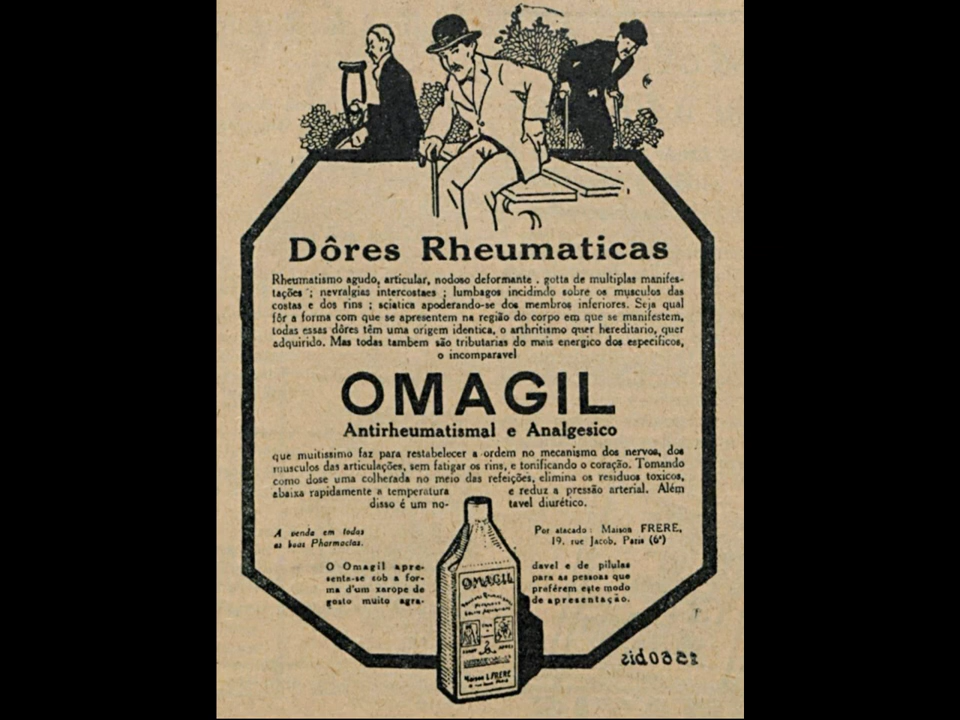 Dôres Rheumaticas
Rheumatismo agudo, articular, nodoso deformante . gotta de multiplas manifes-
tações ; nevralgias intercostaes ; lumbagos incidindo sobre os musculos das
costas e dos rins ; sciatica apoderando-se dos membros inferiores. Seja qual
fôr a forma com que se apresentem na região do corpo em que se manifestem,
todas essas dôres têm uma origem identica, o arthritismo quer hereditario, quer
adquirido. Mas todas tambem são tributarias do mais energico dos especificos,
o incomparavel
OMAGIL
Antirheumatismal e Analgesico
que muitissimo faz para restabelecer a ordem no mecanismo dos nervos, dos
musculos das articulações, sem fatigar os rins, e tonificando o coração. Tomando
como dose uma colherada no meio das refeições, elimina os residuos toxicos,
abaixa rapidamente a temperatura e reduz a pressão arterial. Além
disso é um no- tavel diurético.
A venda em todas
as boas Pharmacias.
Por atacado : Maison FRERE,
19, rue Jacob, Paris (6ᵉ)
O Omagil apre-
senta-se sob a for-
ma d'um xarope de
gosto muito agra-
davel e de pilulas
para as pessoas que
preférem este modo
de apresentação.
OMAGIL
Maison L. FRERE